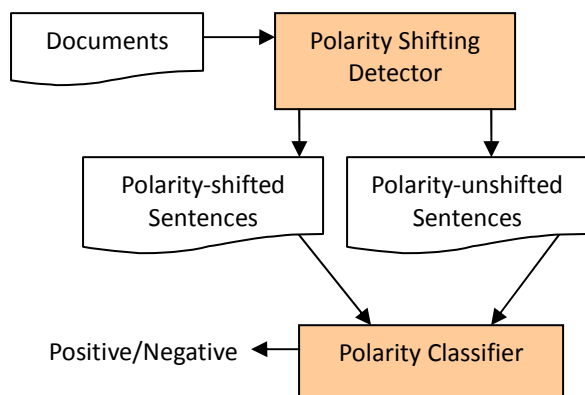 Documents
Polarity Shifting
Detector
Polarity-shifted
Sentences
Polarity-unshifted
Sentences
Positive/Negative
Polarity Classifier